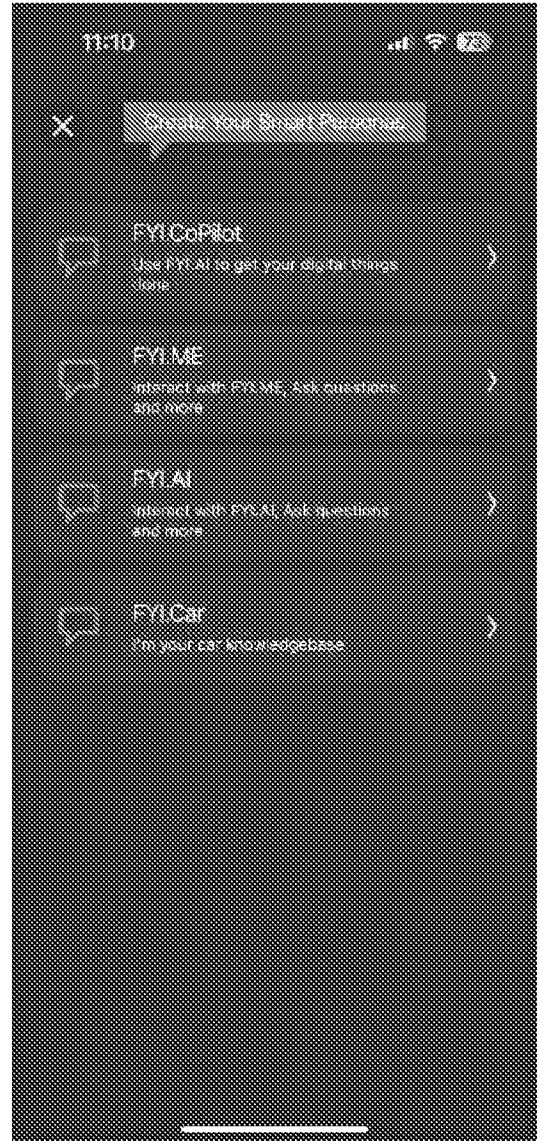 11:10
Create Your Smart Personas
FYI.CoPilot
Use FYI.AI to get your digital things
done
FYI.ME
Interact with FYI.ME, Ask questions
and more
FYI.AI
Interact with FYI.AI, Ask questions
and more
FYI.Car
I'm your car knowledgebase